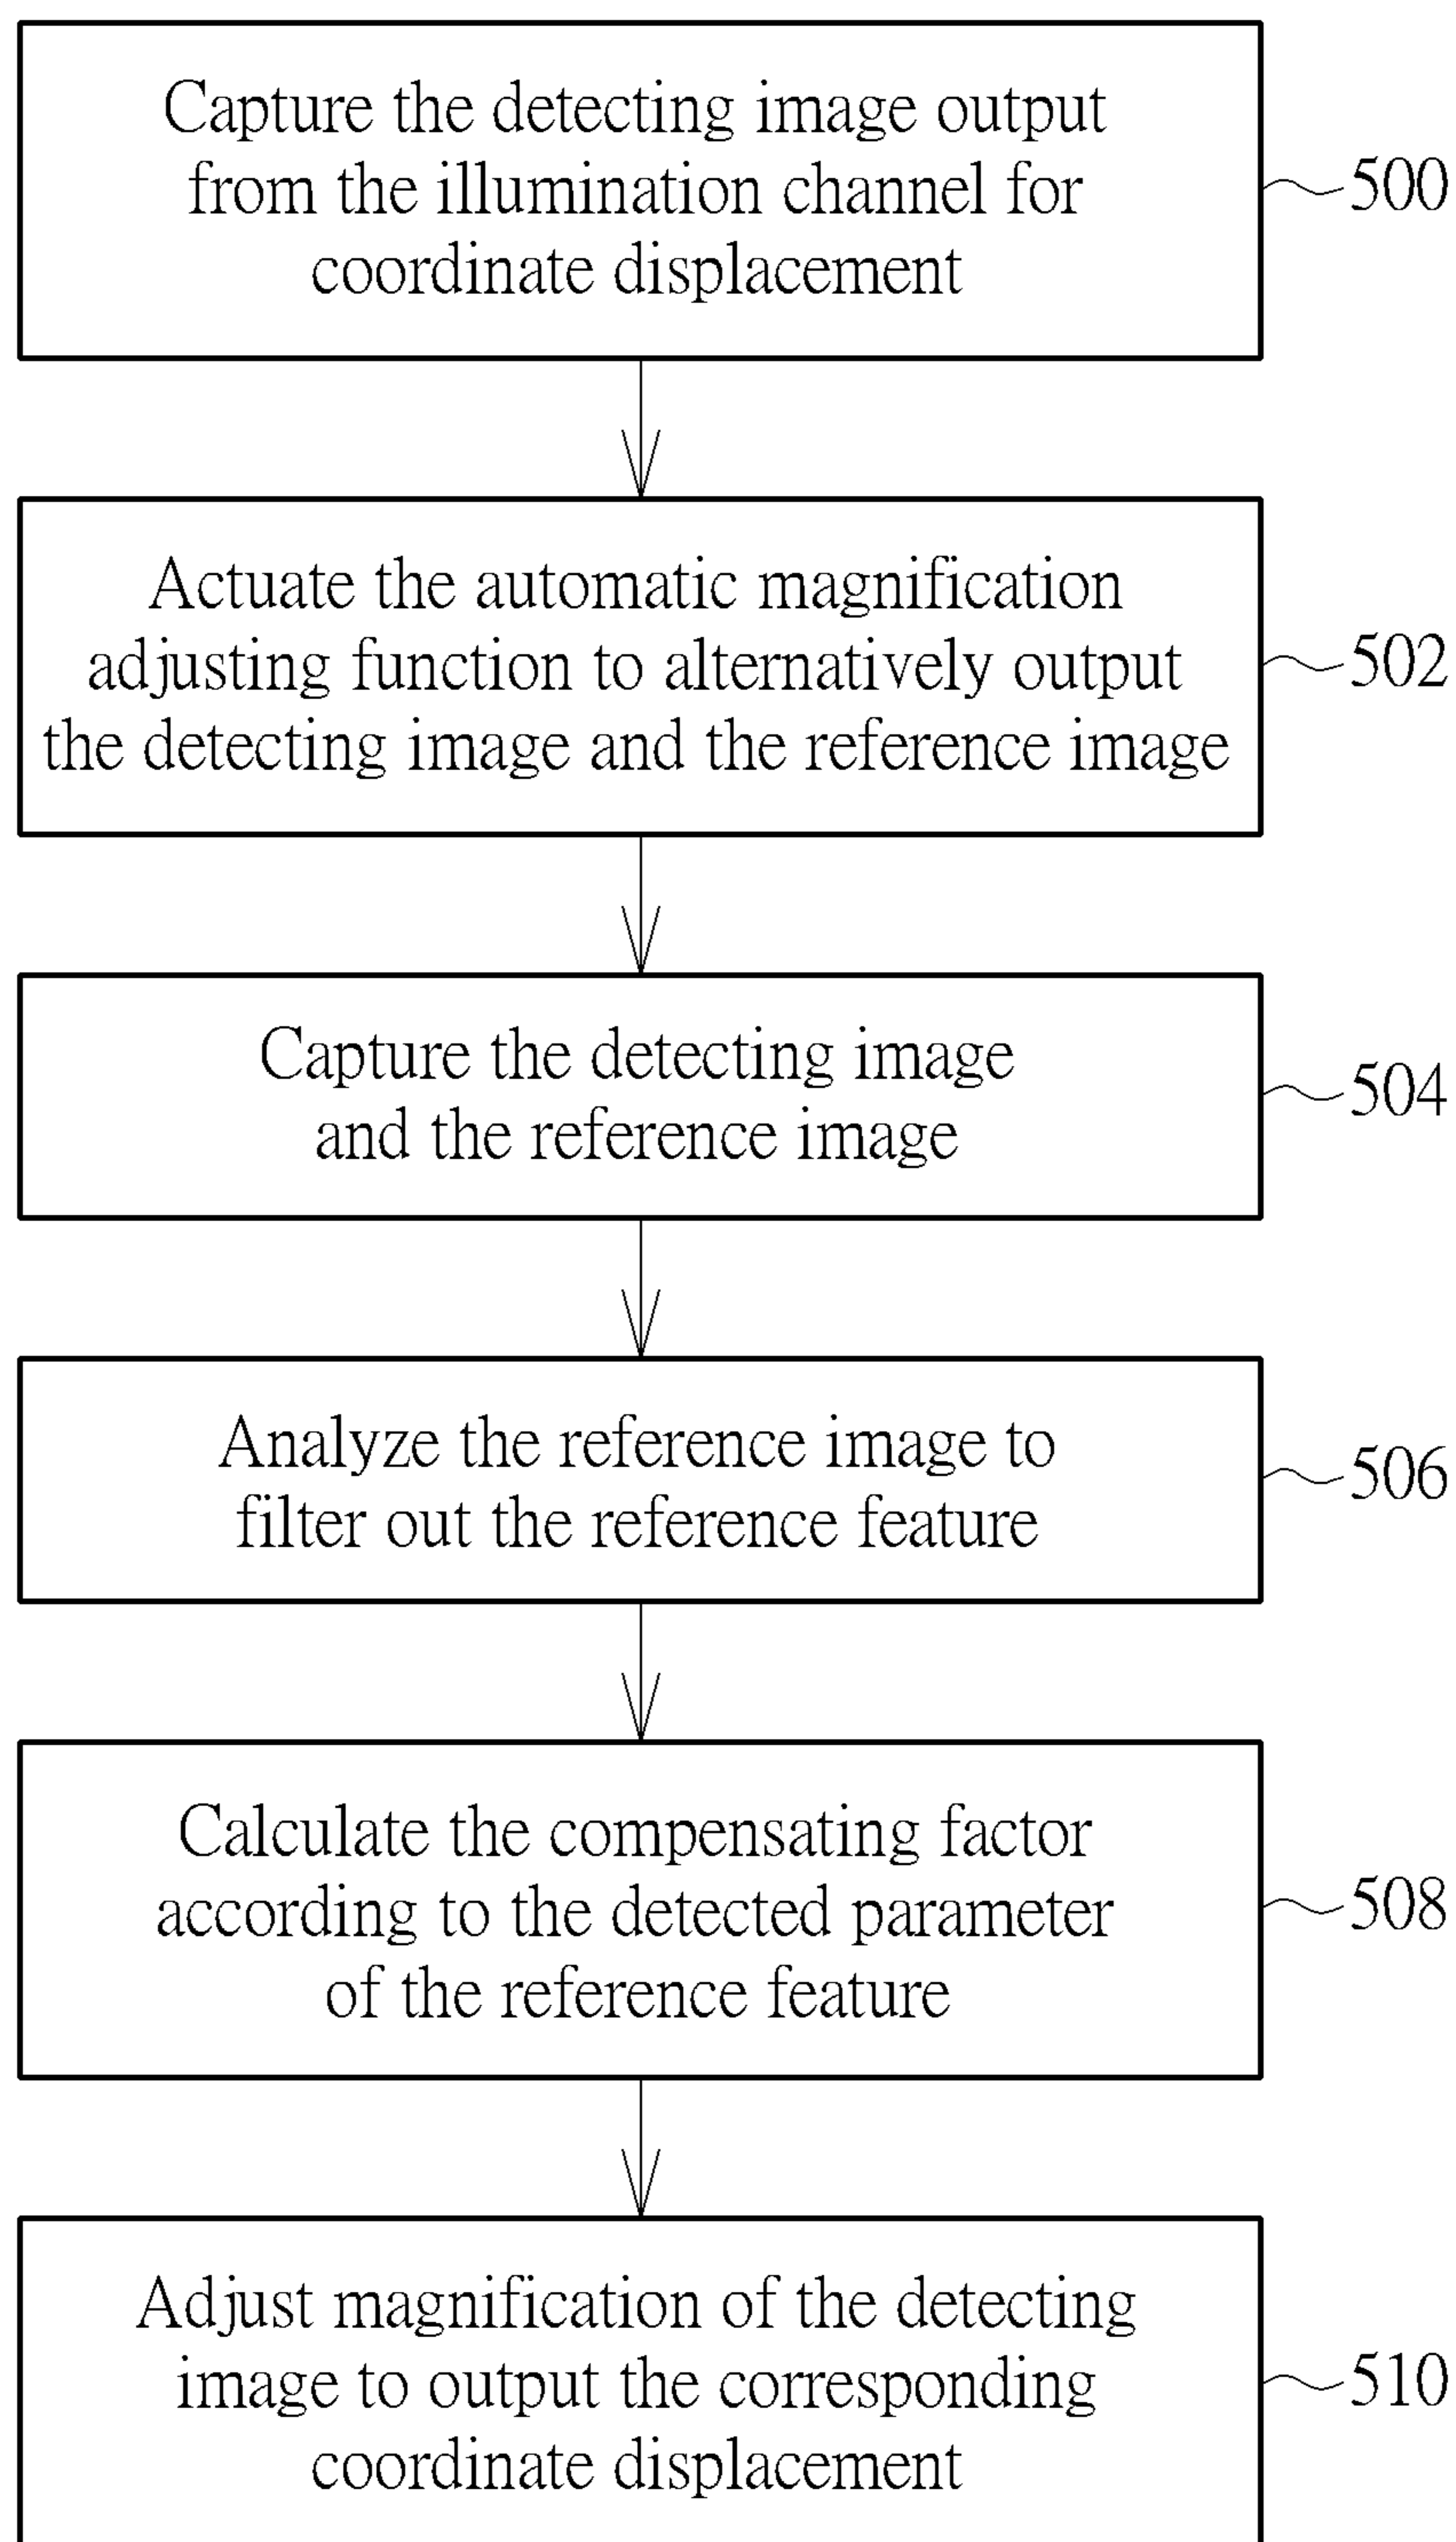 Capture the detecting image output
from the illumination channel for
coordinate displacement
500
Actuate the automatic magnification
adjusting function to alternatively output
the detecting image and the reference image
502
Capture the detecting image
and the reference image
504
Analyze the reference image to
filter out the reference feature
506
Calculate the compensating factor
according to the detected parameter
of the reference feature
508
Adjust magnification of the detecting
image to output the corresponding
coordinate displacement
510